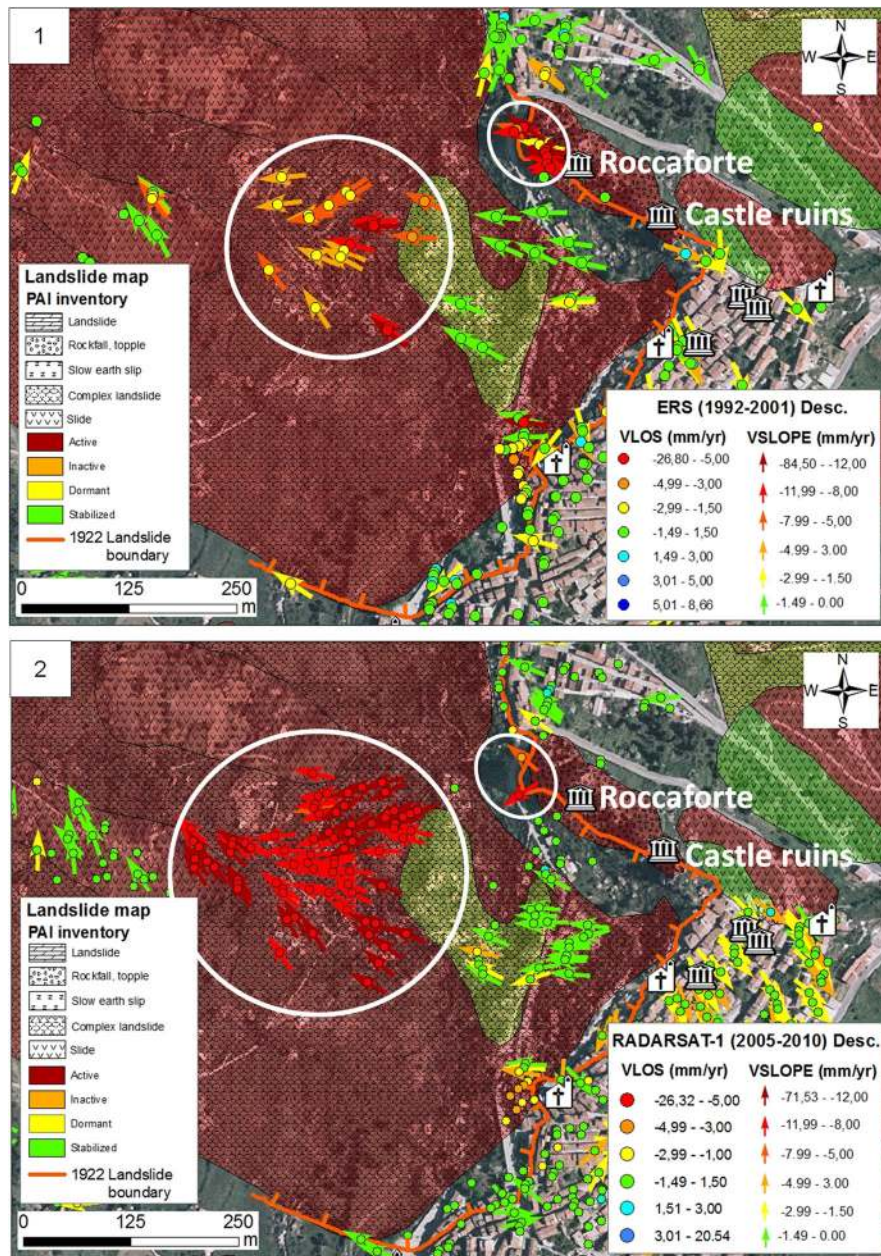 1
N
W E
S
Roccaforte
Castle ruins
Landslide map
PAI inventory
Landslide
Rockfall, topple
Slow earth slip
Complex landslide
Slide
Active
Inactive
Dormant
Stabilized
1922 Landslide
boundary
0 125 250
m
ERS (1992-2001) Desc.
VLOS (mm/yr) VSLOPE (mm/yr)
-26,80 - -5,00 -84,50 - -12,00
-4,99 - -3,00 -11,99 - -8,00
-2,99 - -1,50 -7.99 - -5,00
-1,49 - 1,50 -4.99 - 3.00
1,49 - 3,00 -2.99 - -1.50
3,01 - 5,00 -1.49 - 0.00
5,01 - 8,66
2
N
W E
S
Roccaforte
Castle ruins
Landslide map
PAI inventory
Landslide
Rockfall, topple
Slow earth slip
Complex landslide
Slide
Active
Inactive
Dormant
Stabilized
1922 Landslide
boundary
0 125 250
m
RADARSAT-1 (2005-2010) Desc.
VLOS (mm/yr) VSLOPE (mm/yr)
-26,32 - -5,00 -71,53 - -12,00
-4,99 - -3,00 -11,99 - -8,00
-2,99 - -1,00 -7.99 - -5,00
-1,49 - 1,50 -4.99 - 3.00
1,51 - 3,00 -2.99 - -1.50
3,01 - 20.54 -1.49 - 0.00